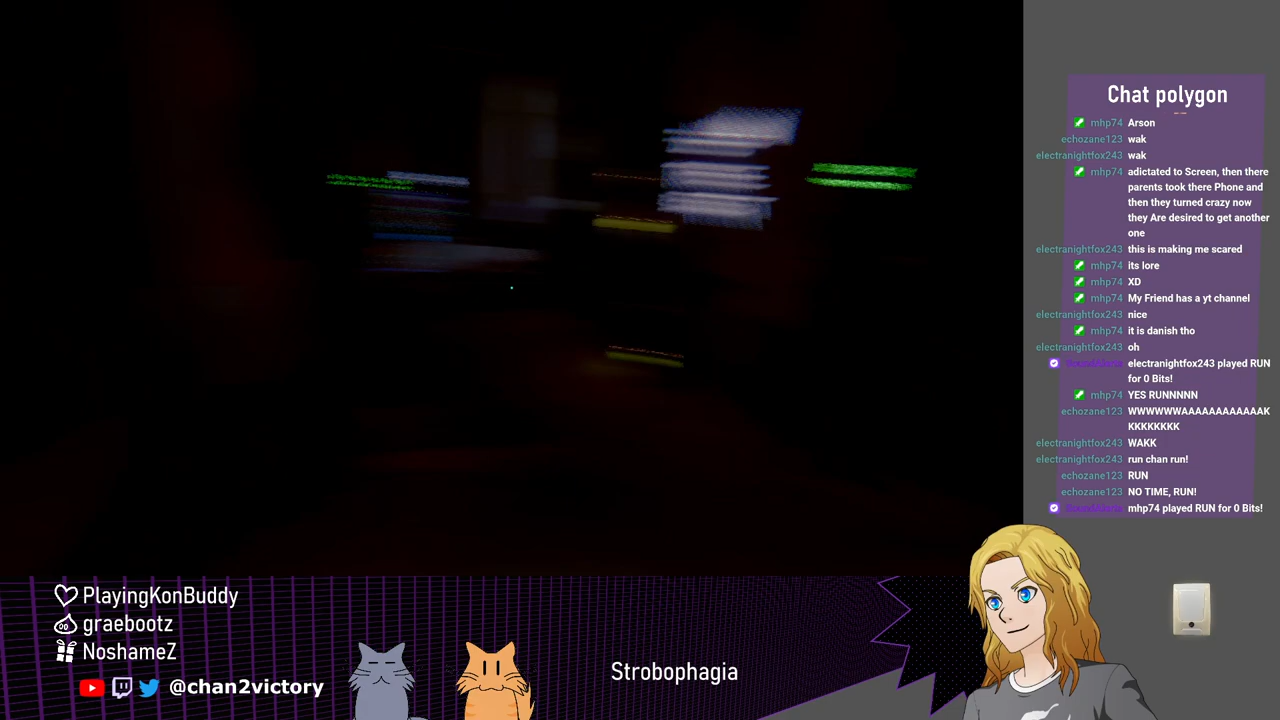 Chat polygon
mhp74 Arson
echozane123 wak
electranightfox243 wak
mhp74 adictated to Screen, then there
parents took there Phone and
then they turned crazy now
they Are desired to get another
one
electranightfox243 this is making me scared
mhp74 its lore
mhp74 XD
mhp74 My Friend has a yt channel
electranightfox243 nice
mhp74 it is danish tho
electranightfox243 oh
electranightfox243 played RUN
for 0 Bits!
mhp74 YES RUNNNNN
echozane123 WWWWWWAAAAAAAAAAAAK
KKKKKKKK
electranightfox243 WAKK
electranightfox243 run chan run!
echozane123 RUN
echozane123 NO TIME, RUN!
mhp74 played RUN for 0 Bits!
PlayingKonBuddy
graebootz
NoshameZ
@chan2victory
Strobophagia